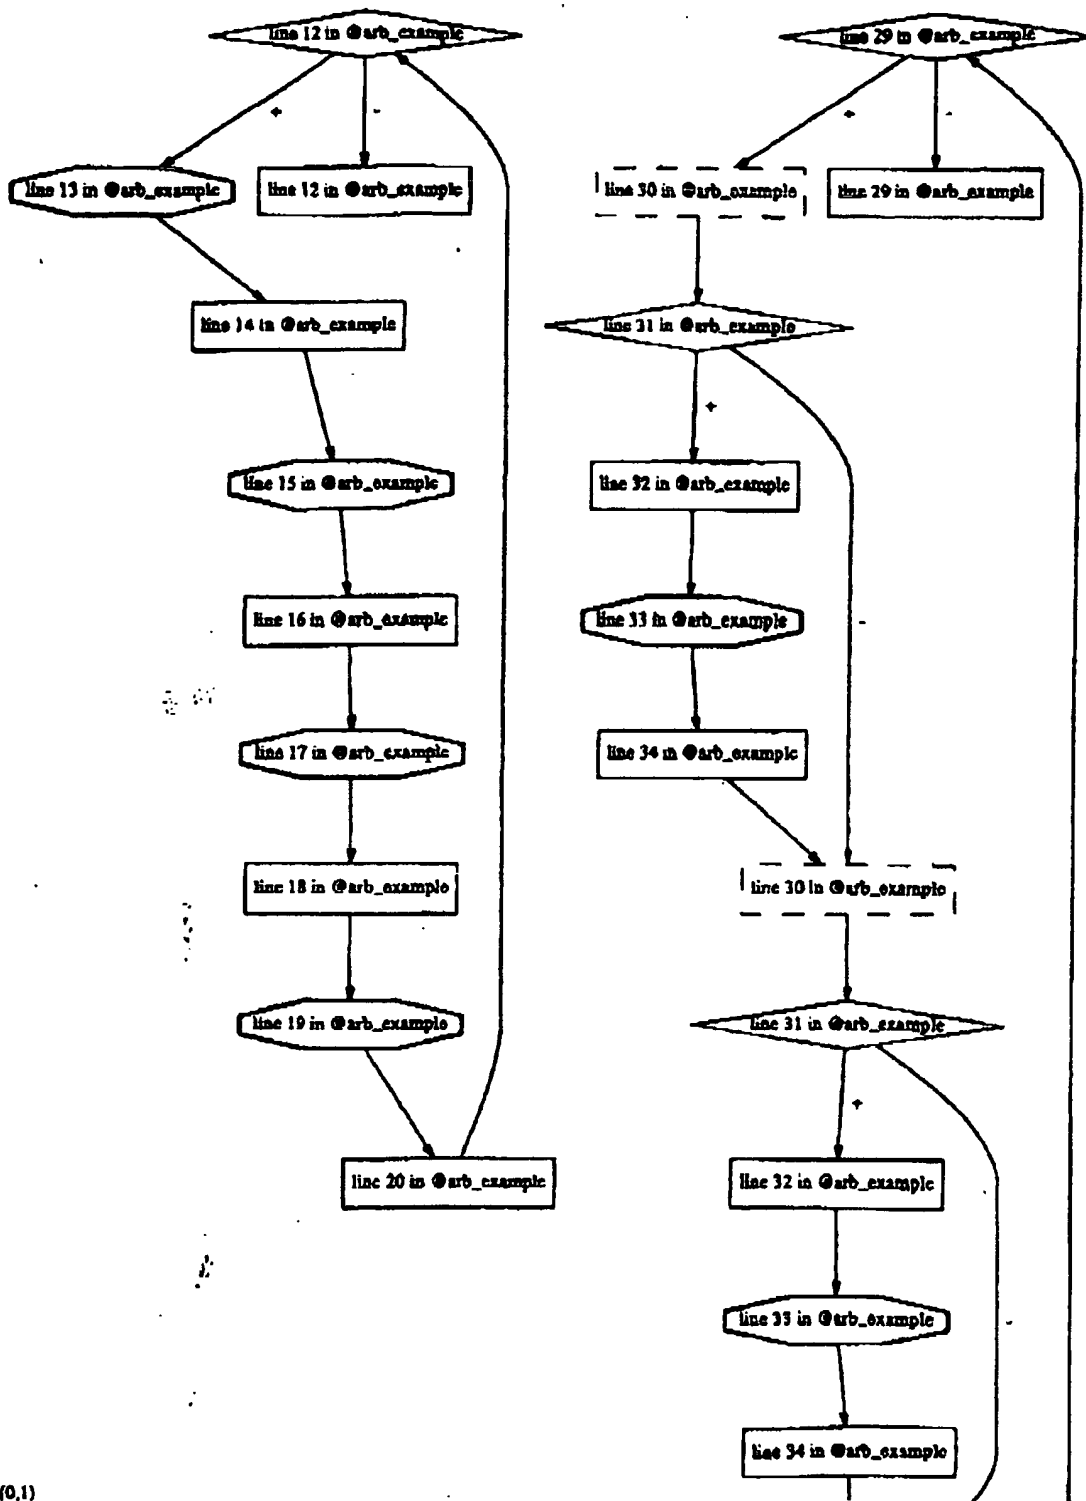 line 12 in @arb_example
+
-
line 13 in @arb_example
line 12 in @arb_example
line 14 in @arb_example
line 15 in @arb_example
line 16 in @arb_example
line 17 in @arb_example
line 18 in @arb_example
line 19 in @arb_example
line 20 in @arb_example
line 29 in @arb_example
+
-
line 30 in @arb_example
line 29 in @arb_example
line 31 in @arb_example
+
line 32 in @arb_example
line 33 in @arb_example
-
line 34 in @arb_example
line 30 in @arb_example
line 31 in @arb_example
+
line 32 in @arb_example
line 33 in @arb_example
-
line 34 in @arb_example
(0,1)